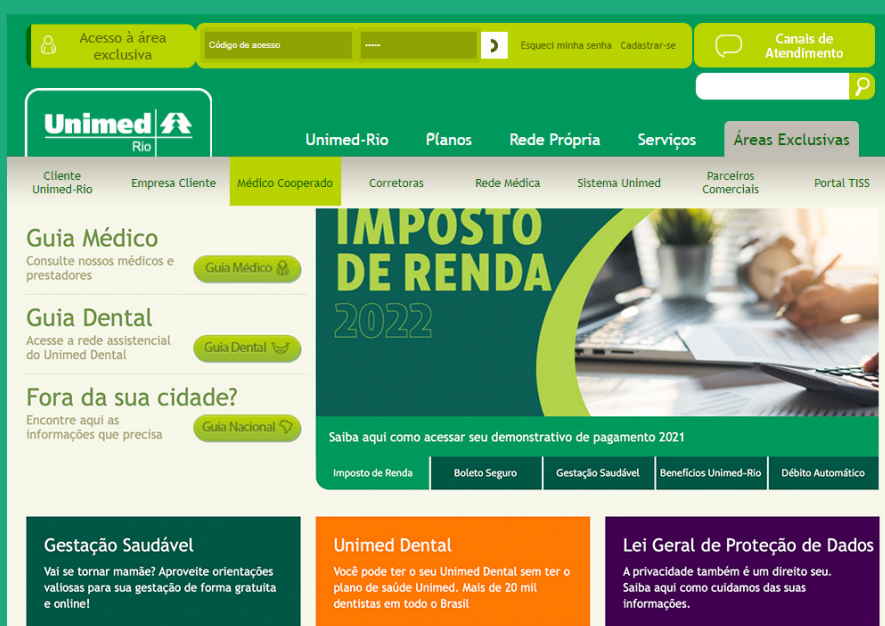 Acesso à área
exclusiva
Código de acesso
Esqueci minha senha
Cadastrar-se
Canais de
Atendimento
Unimed
Rio
Unimed-Rio
Planos
Rede Própria
Serviços
Áreas Exclusivas
Cliente
Unimed-Rio
Empresa Cliente
Médico Cooperado
Corretoras
Rede Médica
Sistema Unimed
Parceiros
Comerciais
Portal TISS
Guia Médico
Consulte nossos médicos e
prestadores
Guia Médico
Guia Dental
Acesse a rede assistencial
do Unimed Dental
Guia Dental
Fora da sua cidade?
Encontre aqui as
informações que precisa
Guia Nacional
IMPOSTO
DE RENDA
2022
Saiba aqui como acessar seu demonstrativo de pagamento 2021
Imposto de Renda
Boleto Seguro
Gestação Saudável
Benefícios Unimed-Rio
Débito Automático
Gestação Saudável
Vai se tornar mamãe? Aproveite orientações
valiosas para sua gestação de forma gratuita
e online!
Unimed Dental
Você pode ter o seu Unimed Dental sem ter o
plano de saúde Unimed. Mais de 20 mil
dentistas em todo o Brasil
Lei Geral de Proteção de Dados
A privacidade também é um direito seu.
Saiba aqui como cuidamos das suas
informações.